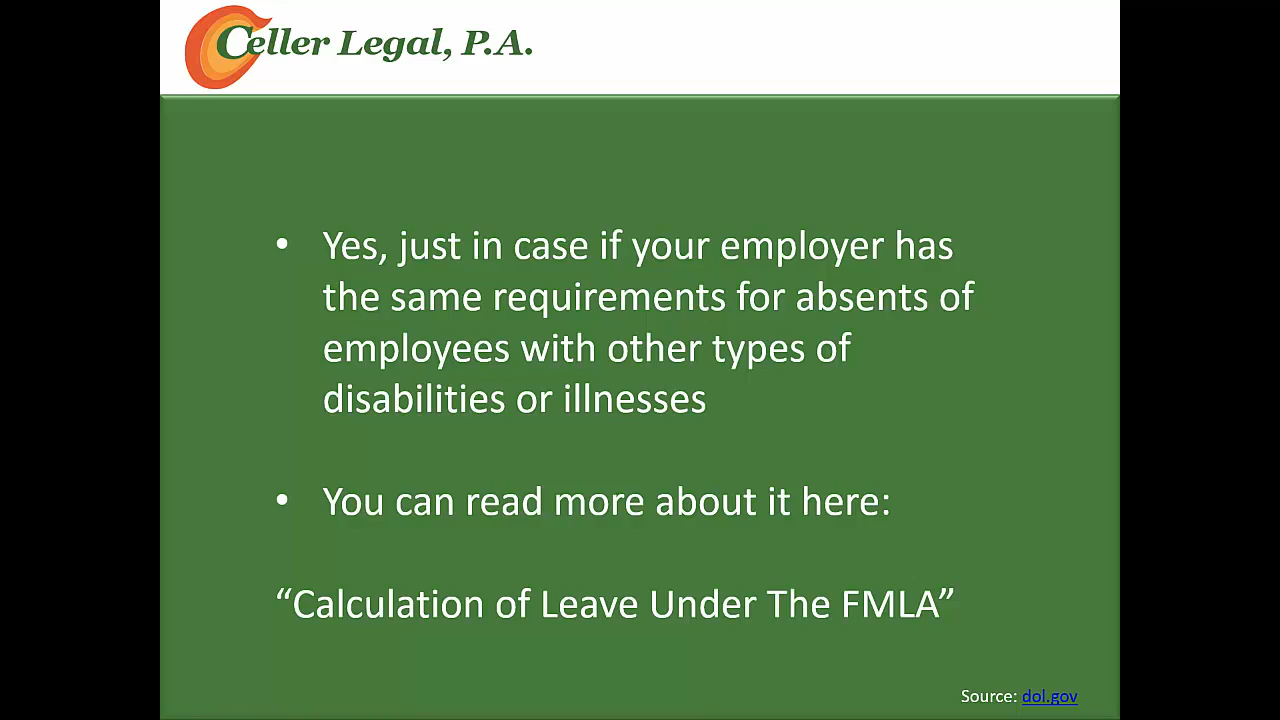 Celler Legal, P.A.
• Yes, just in case if your employer has
the same requirements for absents of
employees with other types of
disabilities or illnesses
• You can read more about it here:
“Calculation of Leave Under The FMLA”
Source: dol.gov